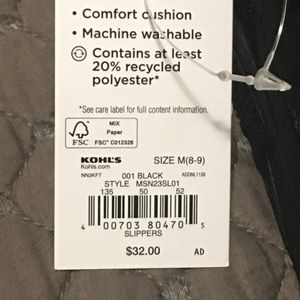 • Comfort cushion
• Machine washable
Contains at least
20% recycled
polyester*
*See care label for full content information.
FSC
MIX
Paper
FSC™ C012326
KOHL'S
Kohls.com
SIZE M(8-9)
NN3KF7
001 BLACK
ADDNL1139
STYLE MSN23SL01
135 50 52
4 00703 80470 5
SLIPPERS
$32.00
AD